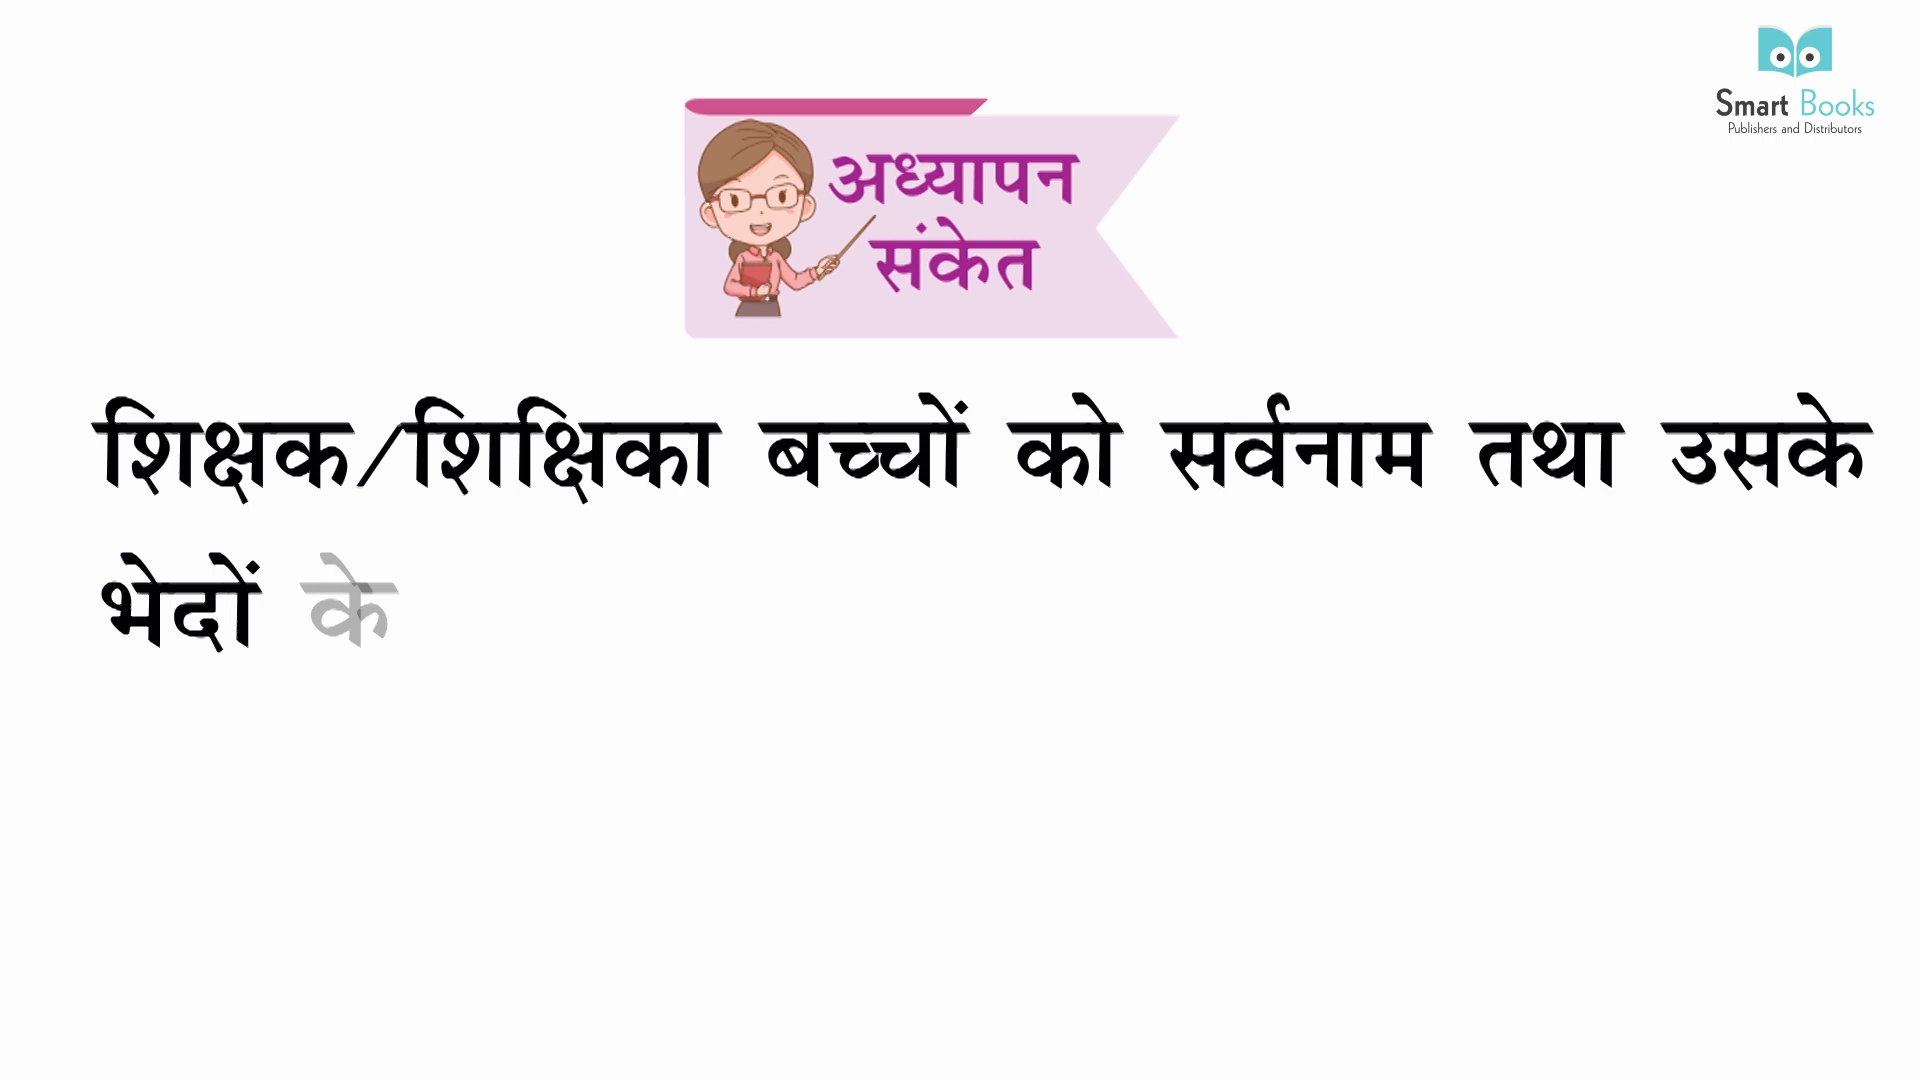 Smart Books
Publishers and Distributors
अध्यापन
संकेत
शिक्षक/शिक्षिका बच्चों को सर्वनाम तथा उसके
भेदों के